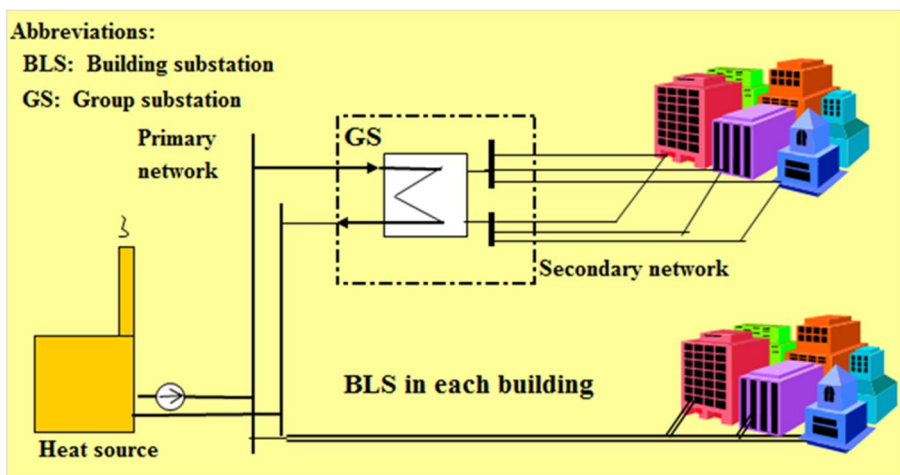 Abbreviations:
BLS: Building substation
GS: Group substation
Primary
network
GS
Secondary network
BLS in each building
Heat source